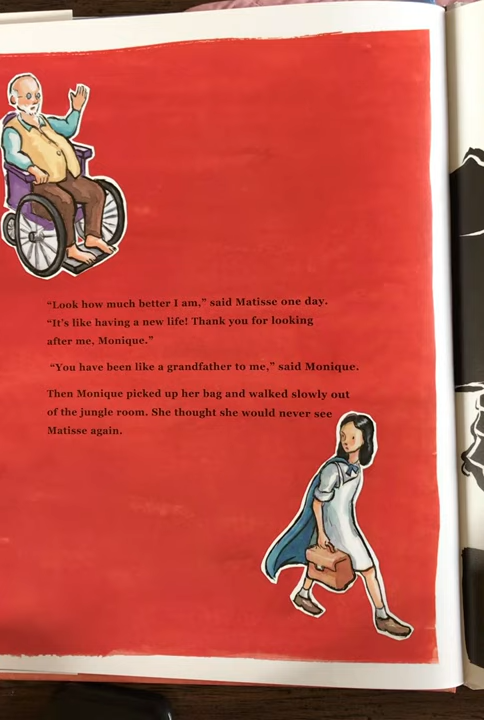 “Look how much better I am,” said Matisse one day.
“It’s like having a new life! Thank you for looking
after me, Monique.”
“You have been like a grandfather to me,” said Monique.
Then Monique picked up her bag and walked slowly out
of the jungle room. She thought she would never see
Matisse again.